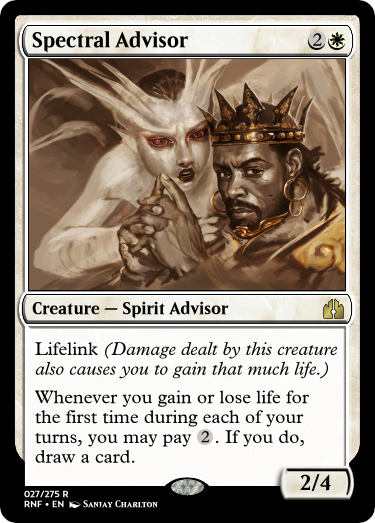 Spectral Advisor 2
Creature — Spirit Advisor
Lifelink (Damage dealt by this creature
also causes you to gain that much life.)
Whenever you gain or lose life for
the first time during each of your
turns, you may pay 2. If you do,
draw a card.
2/4
027/275 R
RNF • EN Sanjay Charlton